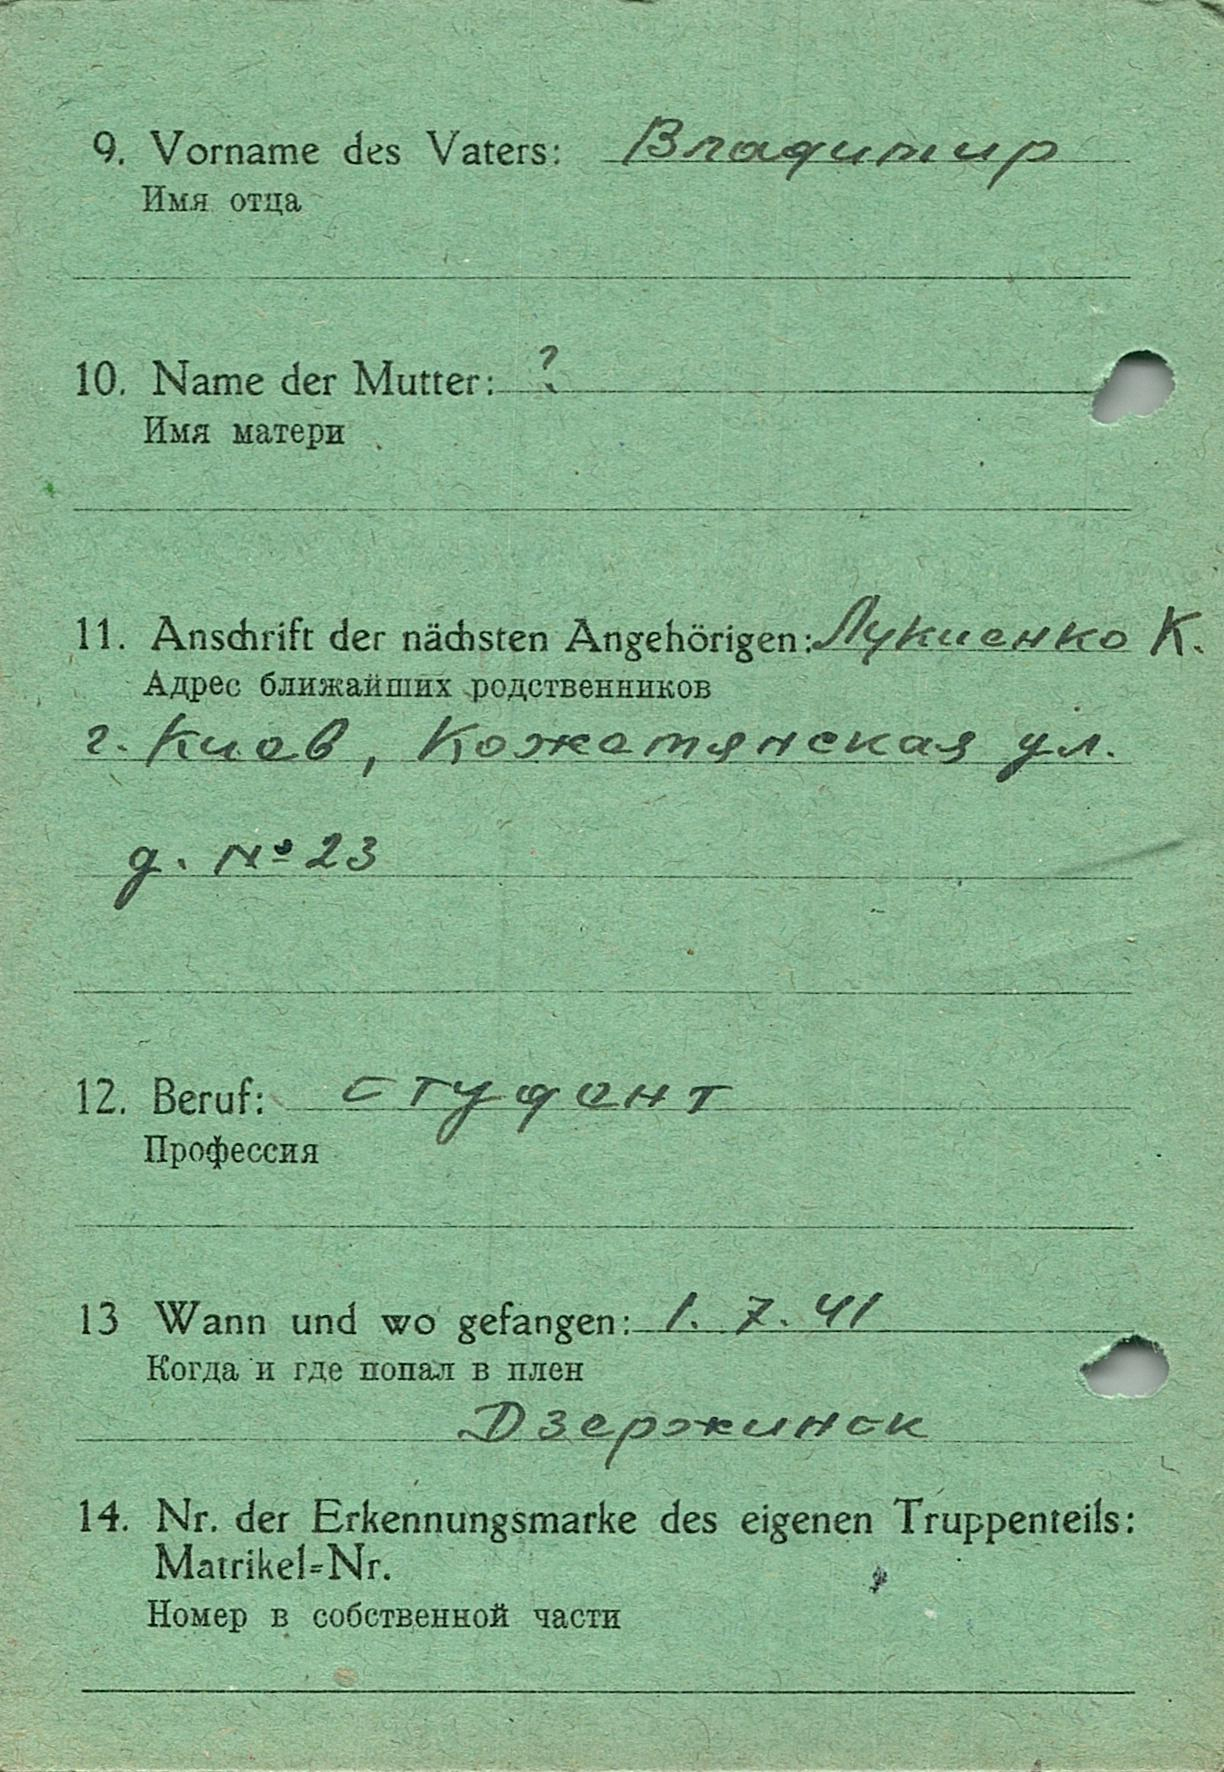 9. Vorname des Vaters: Владимир
Имя отца
10. Name der Mutter: ?
Имя матери
11. Anschrift der nächsten Angehörigen: Лукиенко К.
Адрес ближайших родственников
г. Киев, Кожемянская ул.
д. № 23
12. Beruf: студент
Профессия
13 Wann und wo gefangen: 1. 7. 41
Когда и где попал в плен
Дзержинск
14. Nr. der Erkennungsmarke des eigenen Truppenteils:
Matrikel=Nr.
Номер в собственной части